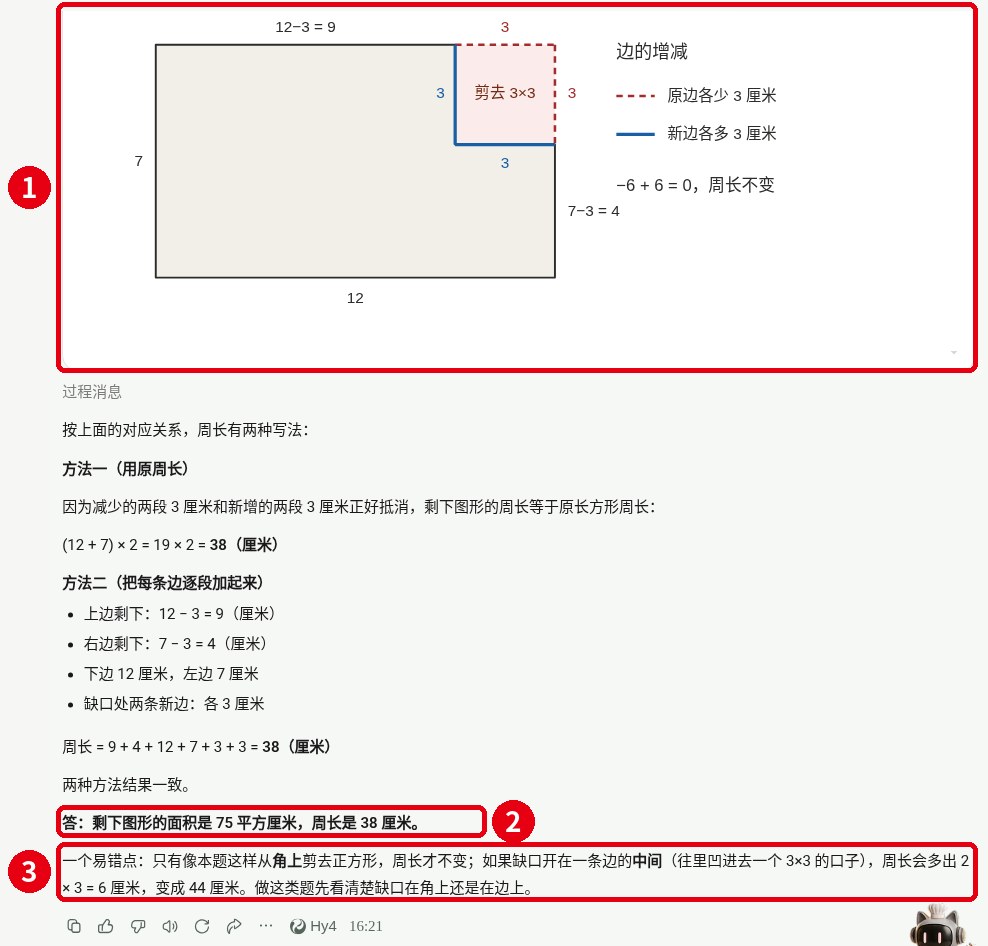 12−3 = 9
3
边的增减
3
剪去 3×3
3
原边各少 3 厘米
新边各多 3 厘米
3
7
−6 + 6 = 0，周长不变
1
7−3 = 4
12
过程消息
按上面的对应关系，周长有两种写法：
方法一（用原周长）
因为减少的两段 3 厘米和新增的两段 3 厘米正好抵消，剩下图形的周长等于原长方形周长：
(12 + 7) × 2 = 19 × 2 = 38（厘米）
方法二（把每条边逐段加起来）
• 上边剩下：12 − 3 = 9（厘米）
• 右边剩下：7 − 3 = 4（厘米）
• 下边 12 厘米，左边 7 厘米
• 缺口处两条新边：各 3 厘米
周长 = 9 + 4 + 12 + 7 + 3 + 3 = 38（厘米）
两种方法结果一致。
答：剩下图形的面积是 75 平方厘米，周长是 38 厘米。
2
3
一个易错点：只有像本题这样从角上剪去正方形，周长才不变；如果缺口开在一条边的中间（往里凹进去一个 3×3 的口子），周长会多出 2
× 3 = 6 厘米，变成 44 厘米。做这类题先看清楚缺口在角上还是在边上。
Hy4 16:21